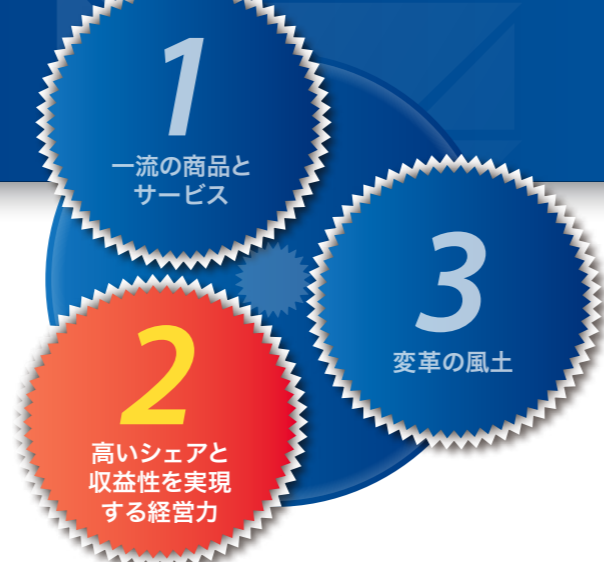 1
一流の商品と
サービス
2
高いシェアと
収益性を実現
する経営力
3
変革の風土